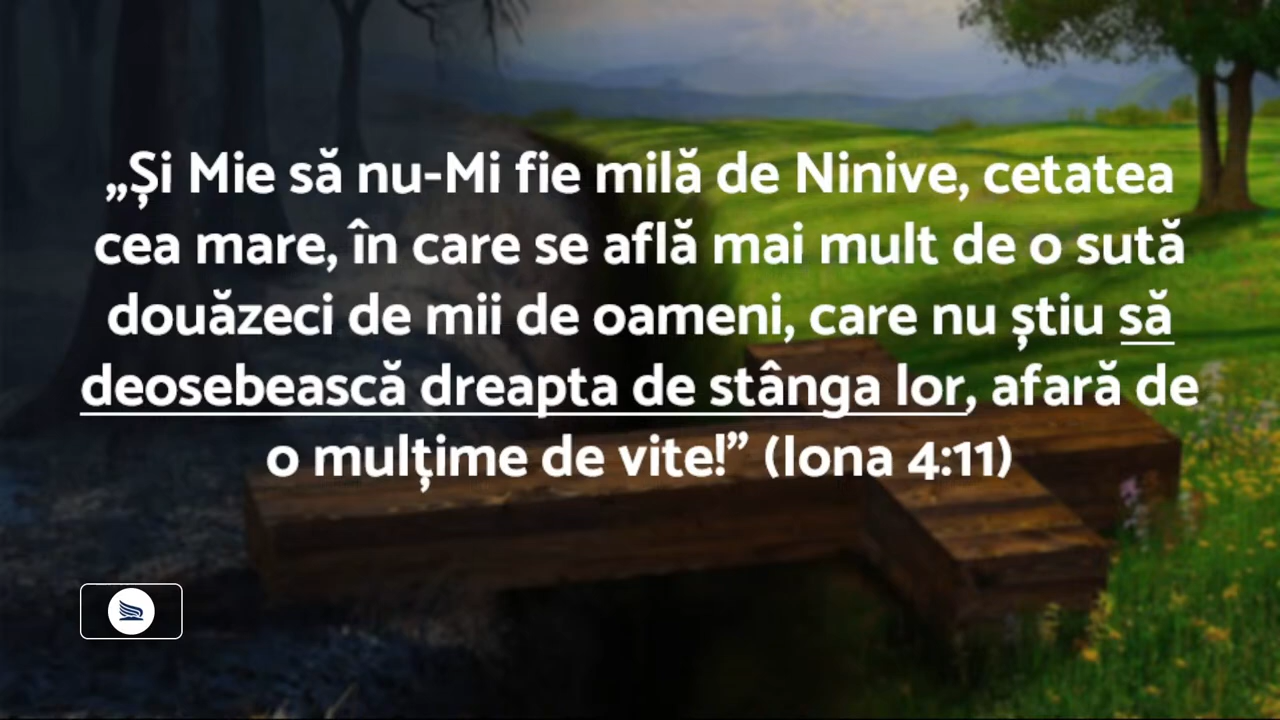 „Și Mie să nu-Mi fie milă de Ninive, cetatea
cea mare, în care se află mai mult de o sută
douăzeci de mii de oameni, care nu știu să
deosebească dreapta de stânga lor, afară de
o mulțime de vite!” (Iona 4:11)